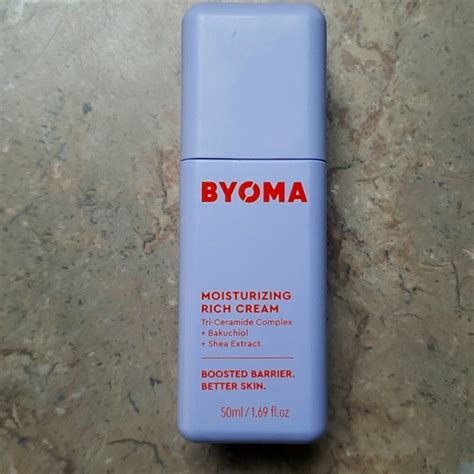 BYOMA
MOISTURIZING
RICH CREAM
Tri-Ceramide Complex
+ Bakuchiol
+ Shea Extract
BOOSTED BARRIER.
BETTER SKIN.
50ml/1.69 fl.oz